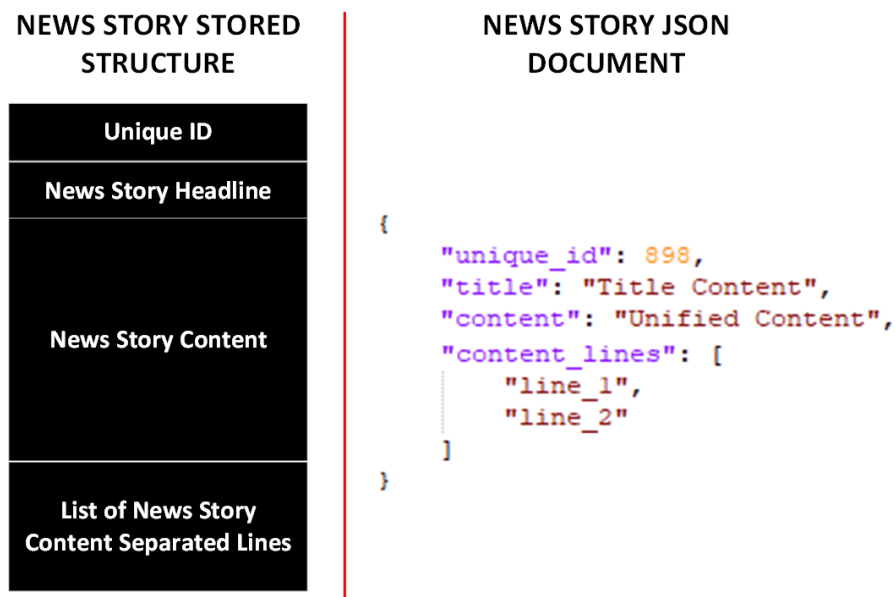 NEWS STORY STORED
STRUCTURE
Unique ID
News Story Headline
News Story Content
List of News Story
Content Separated Lines
NEWS STORY JSON
DOCUMENT
{
"unique_id": 898,
"title": "Title Content",
"content": "Unified Content",
"content_lines": [
"line_1",
"line_2"
]
}